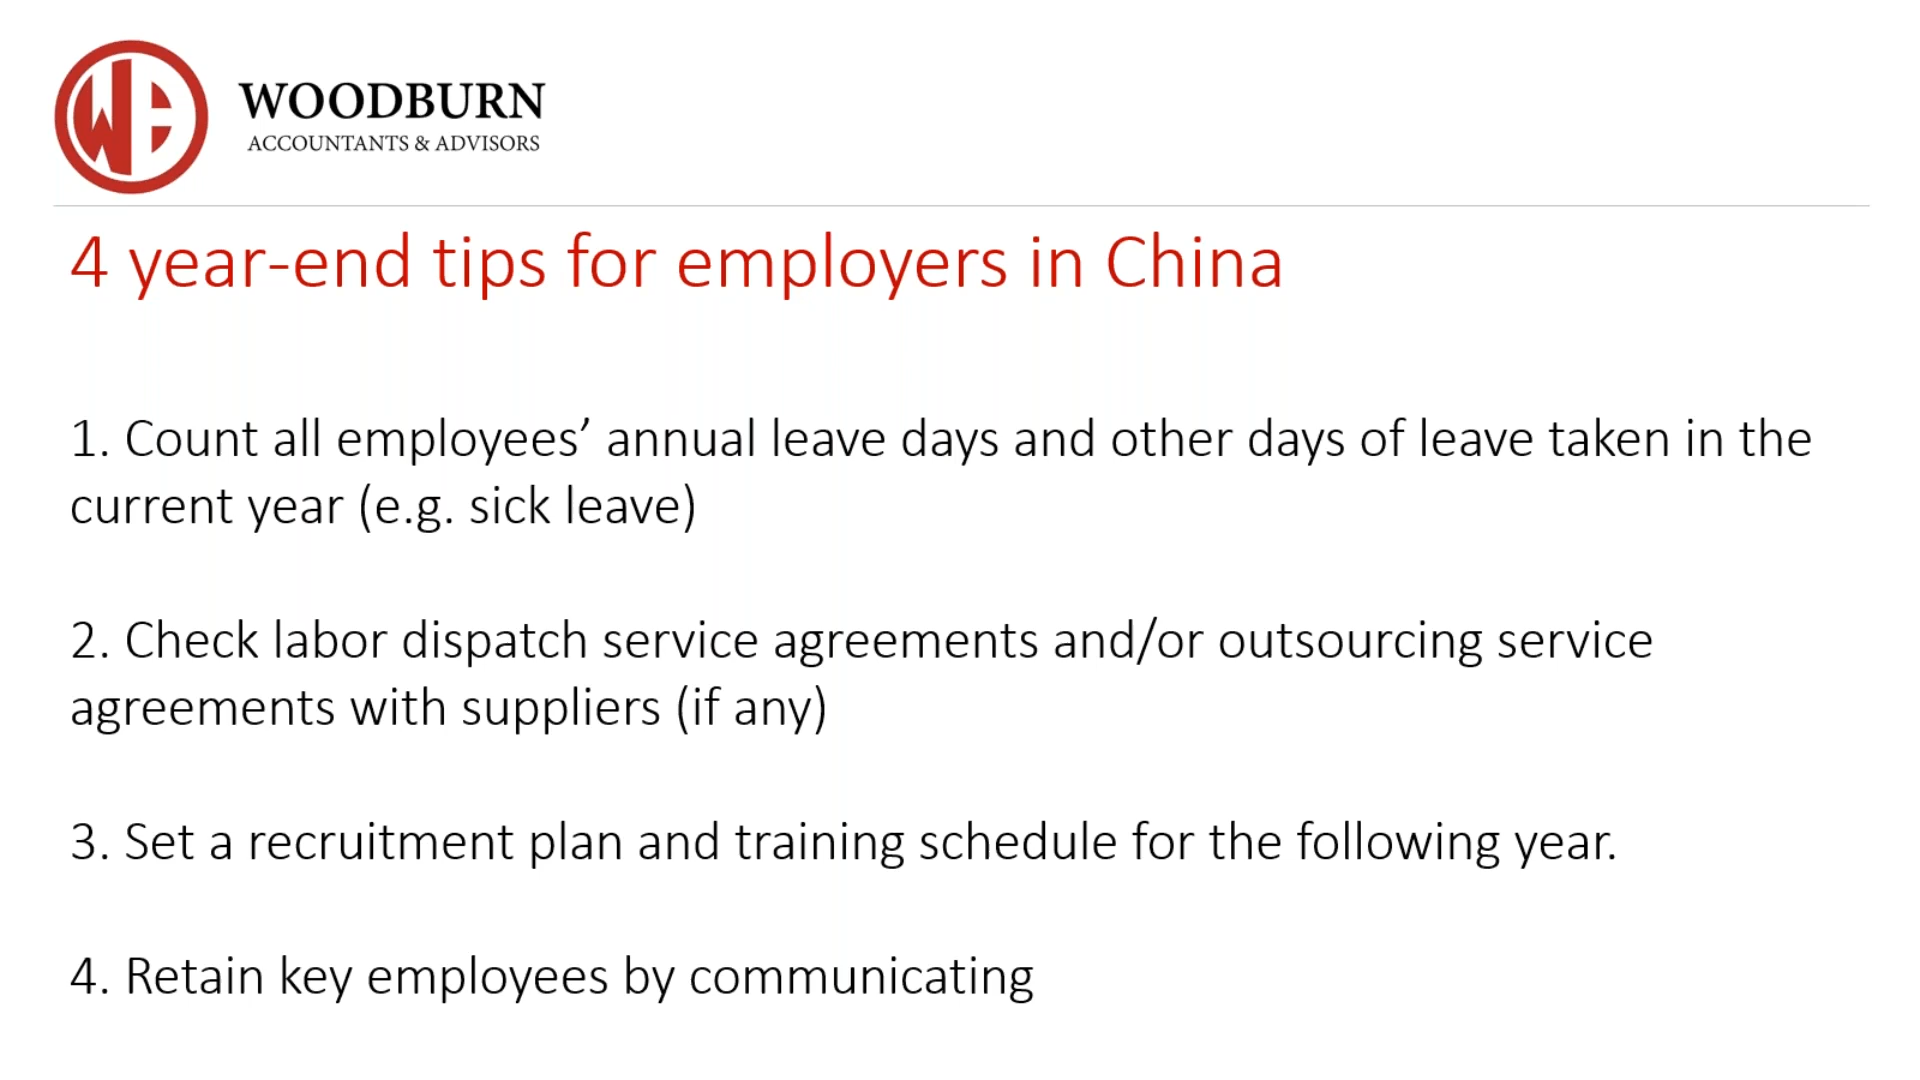 WOODBURN
ACCOUNTANTS & ADVISORS
4 year-end tips for employers in China
1. Count all employees’ annual leave days and other days of leave taken in the
current year (e.g. sick leave)
2. Check labor dispatch service agreements and/or outsourcing service
agreements with suppliers (if any)
3. Set a recruitment plan and training schedule for the following year.
4. Retain key employees by communicating